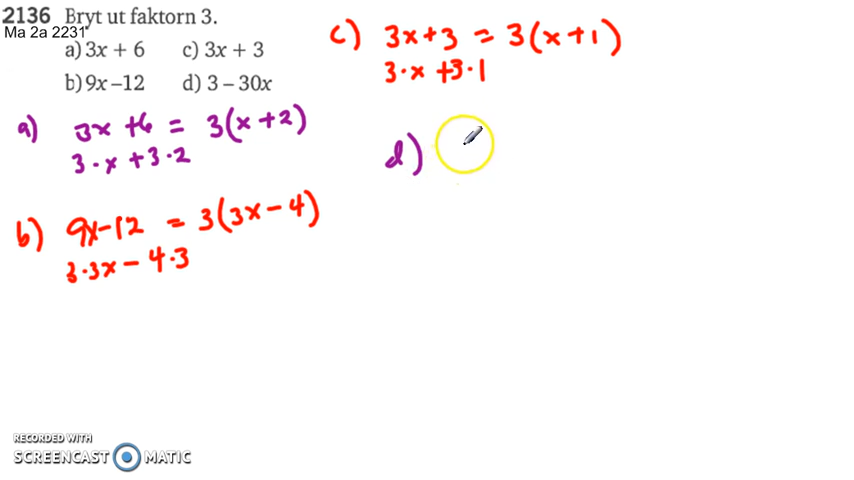 2136 Bryt ut faktorn 3.
Ma 2a 2231
a) 3x + 6 c) 3x + 3
b) 9x – 12 d) 3 – 30x
a) 3x + 6 = 3(x + 2)
3 · x + 3 · 2
b) 9x – 12 = 3(3x – 4)
3 · 3x – 4 · 3
c) 3x + 3 = 3(x + 1)
3 · x + 3 · 1
d)
RECORDED WITH
SCREENCAST MATIC